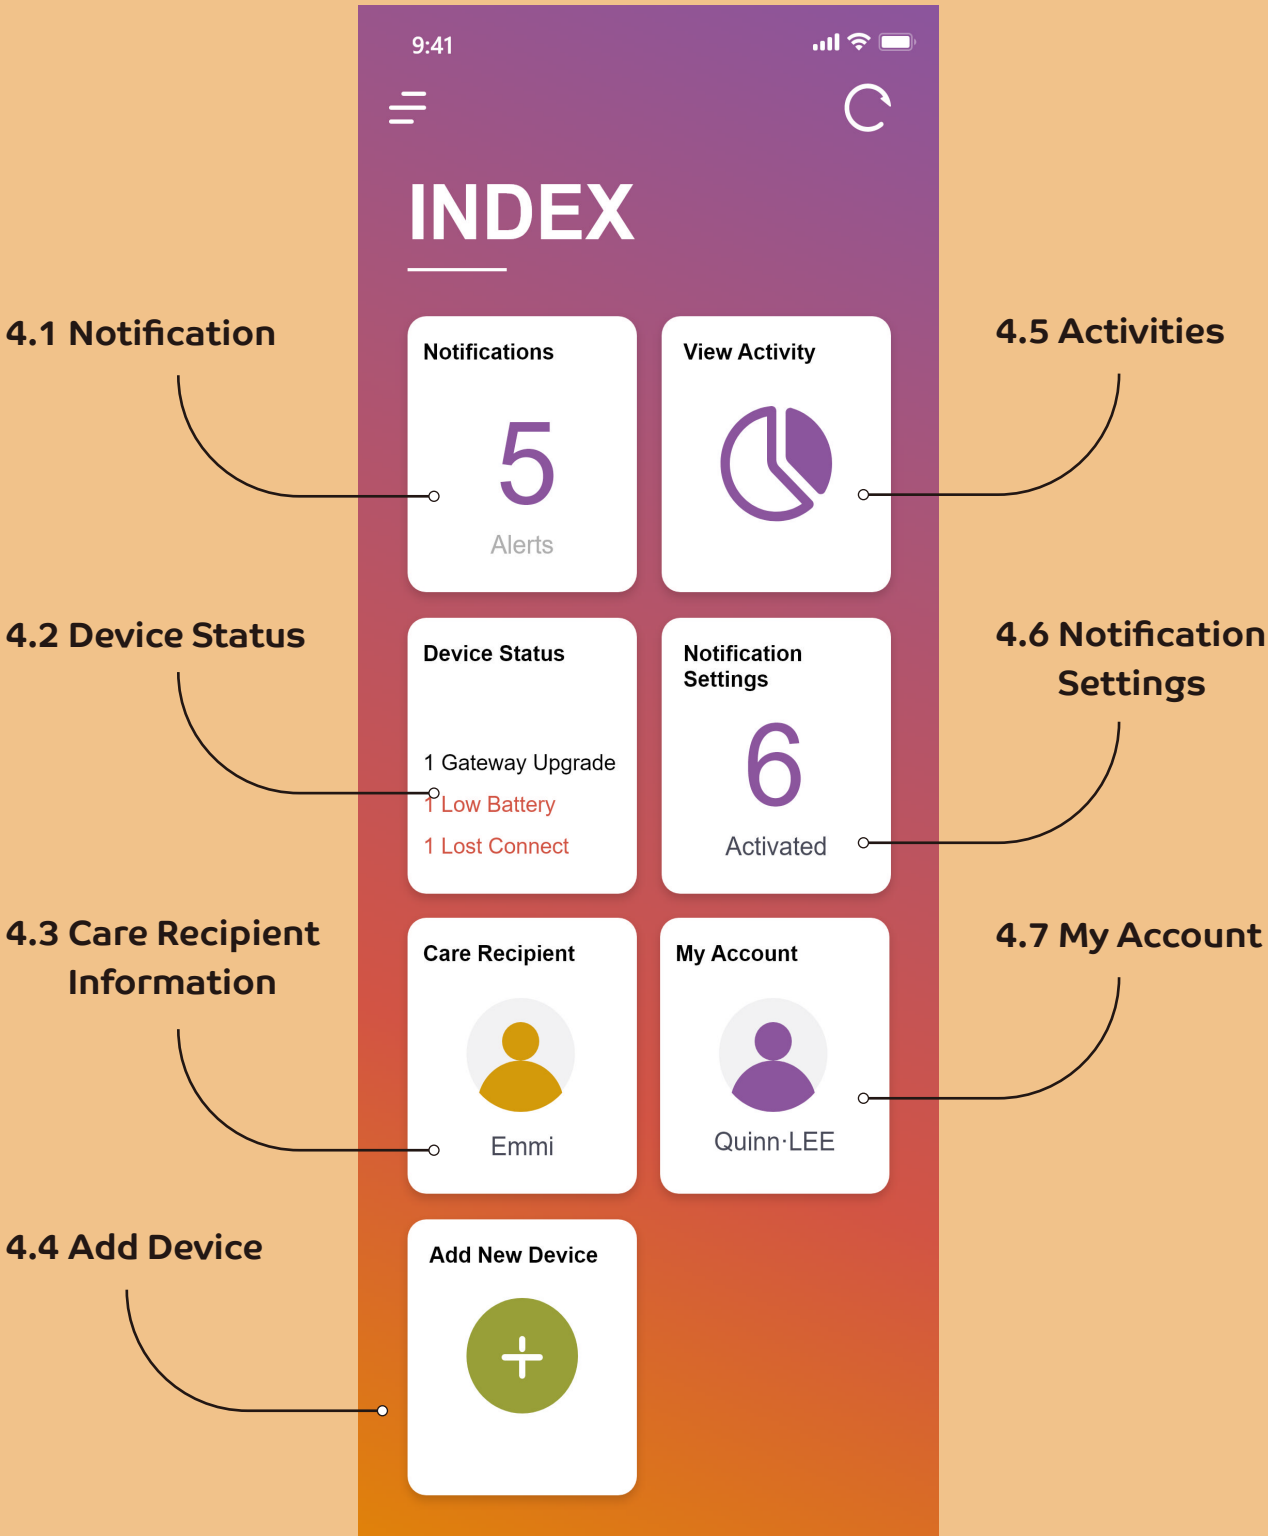 9:41
INDEX
4.1 Notification
Notifications
5
Alerts
View Activity
4.5 Activities
4.2 Device Status
Device Status
1 Gateway Upgrade
1 Low Battery
1 Lost Connect
Notification
Settings
6
Activated
4.6 Notification
Settings
4.3 Care Recipient
Information
Care Recipient
Emmi
My Account
Quinn·LEE
4.7 My Account
4.4 Add Device
Add New Device